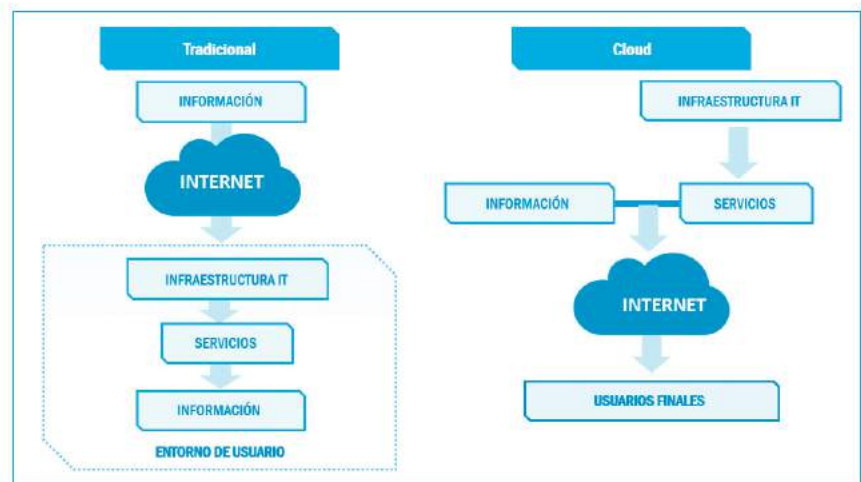 Tradicional
INFORMACIÓN
INTERNET
INFRAESTRUCTURA IT
SERVICIOS
INFORMACIÓN
ENTORNO DE USUARIO
Cloud
INFRAESTRUCTURA IT
INFORMACIÓN
SERVICIOS
INTERNET
USUARIOS FINALES